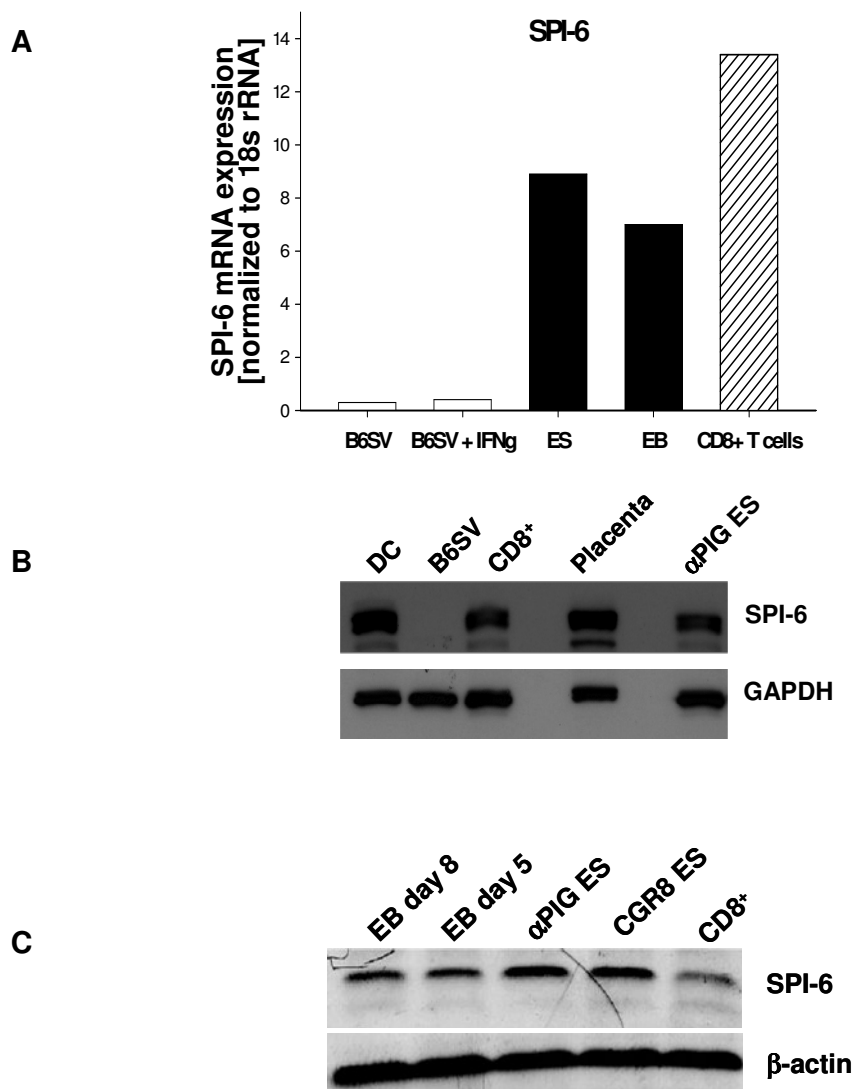 A
SPI-6
SPI-6 mRNA expression
[normalized to 18s rRNA]
14
12
10
8
6
4
2
0
B6SV
B6SV + IFNg
ES
EB
CD8+ T cells
B
DC
B6SV
CD8⁺
Placenta
αPIG ES
SPI-6
GAPDH
C
EB day 8
EB day 5
αPIG ES
CGR8 ES
CD8⁺
SPI-6
β-actin